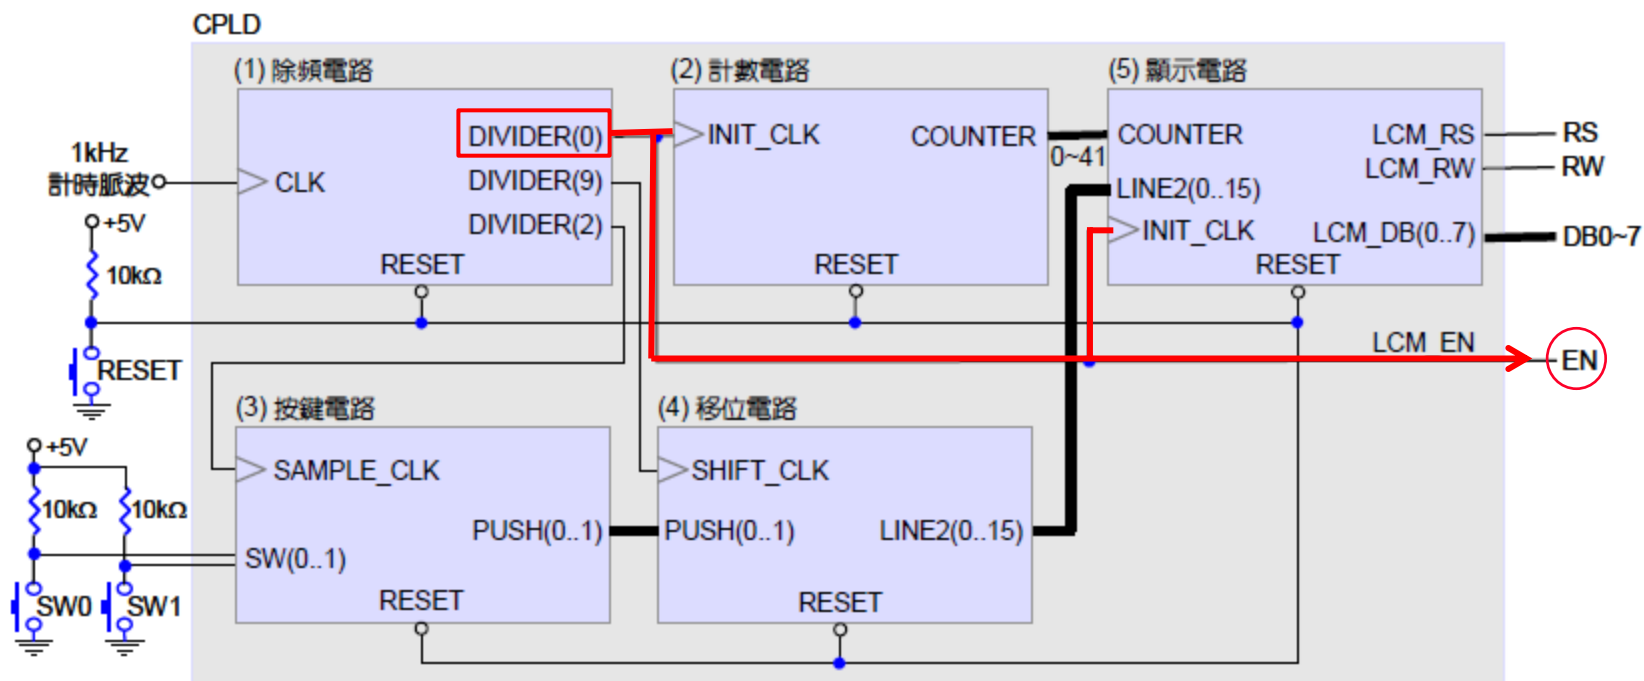 CPLD
(1) 除頻電路
(2) 計數電路
(5) 顯示電路
DIVIDER(0)
INIT_CLK
COUNTER
0~41
COUNTER
LCM_RS
RS
1kHz
計時脈波
CLK
DIVIDER(9)
LINE2(0..15)
LCM_RW
RW
+5V
DIVIDER(2)
INIT_CLK
LCM_DB(0..7)
DB0~7
10kΩ
RESET
RESET
RESET
RESET
LCM_EN
EN
(3) 按鍵電路
(4) 移位電路
+5V
SAMPLE_CLK
SHIFT_CLK
10kΩ
10kΩ
PUSH(0..1)
PUSH(0..1)
LINE2(0..15)
SW(0..1)
SW0
SW1
RESET
RESET